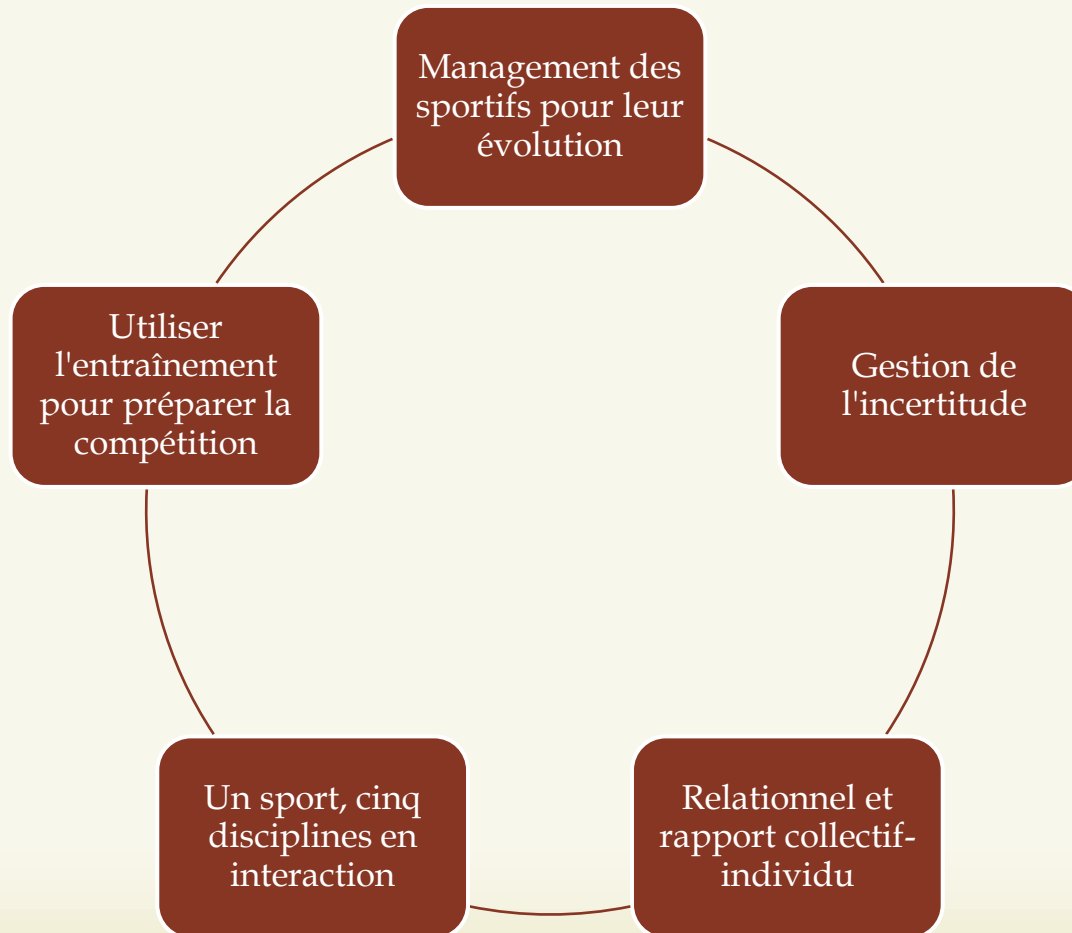 Management des
sportifs pour leur
évolution
Utiliser
l'entraînement
pour préparer la
compétition
Gestion de
l'incertitude
Un sport, cinq
disciplines en
interaction
Relationnel et
rapport collectif-
individu